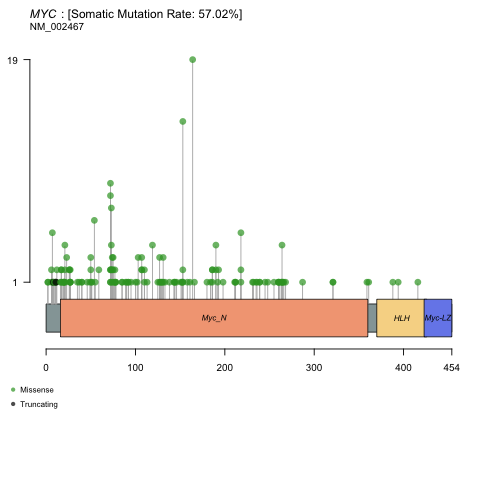 MYC : [Somatic Mutation Rate: 57.02%]
NM_002467
19
1
Myc_N
HLH
Myc-LZ
0 100 200 300 400 454
Missense
Truncating